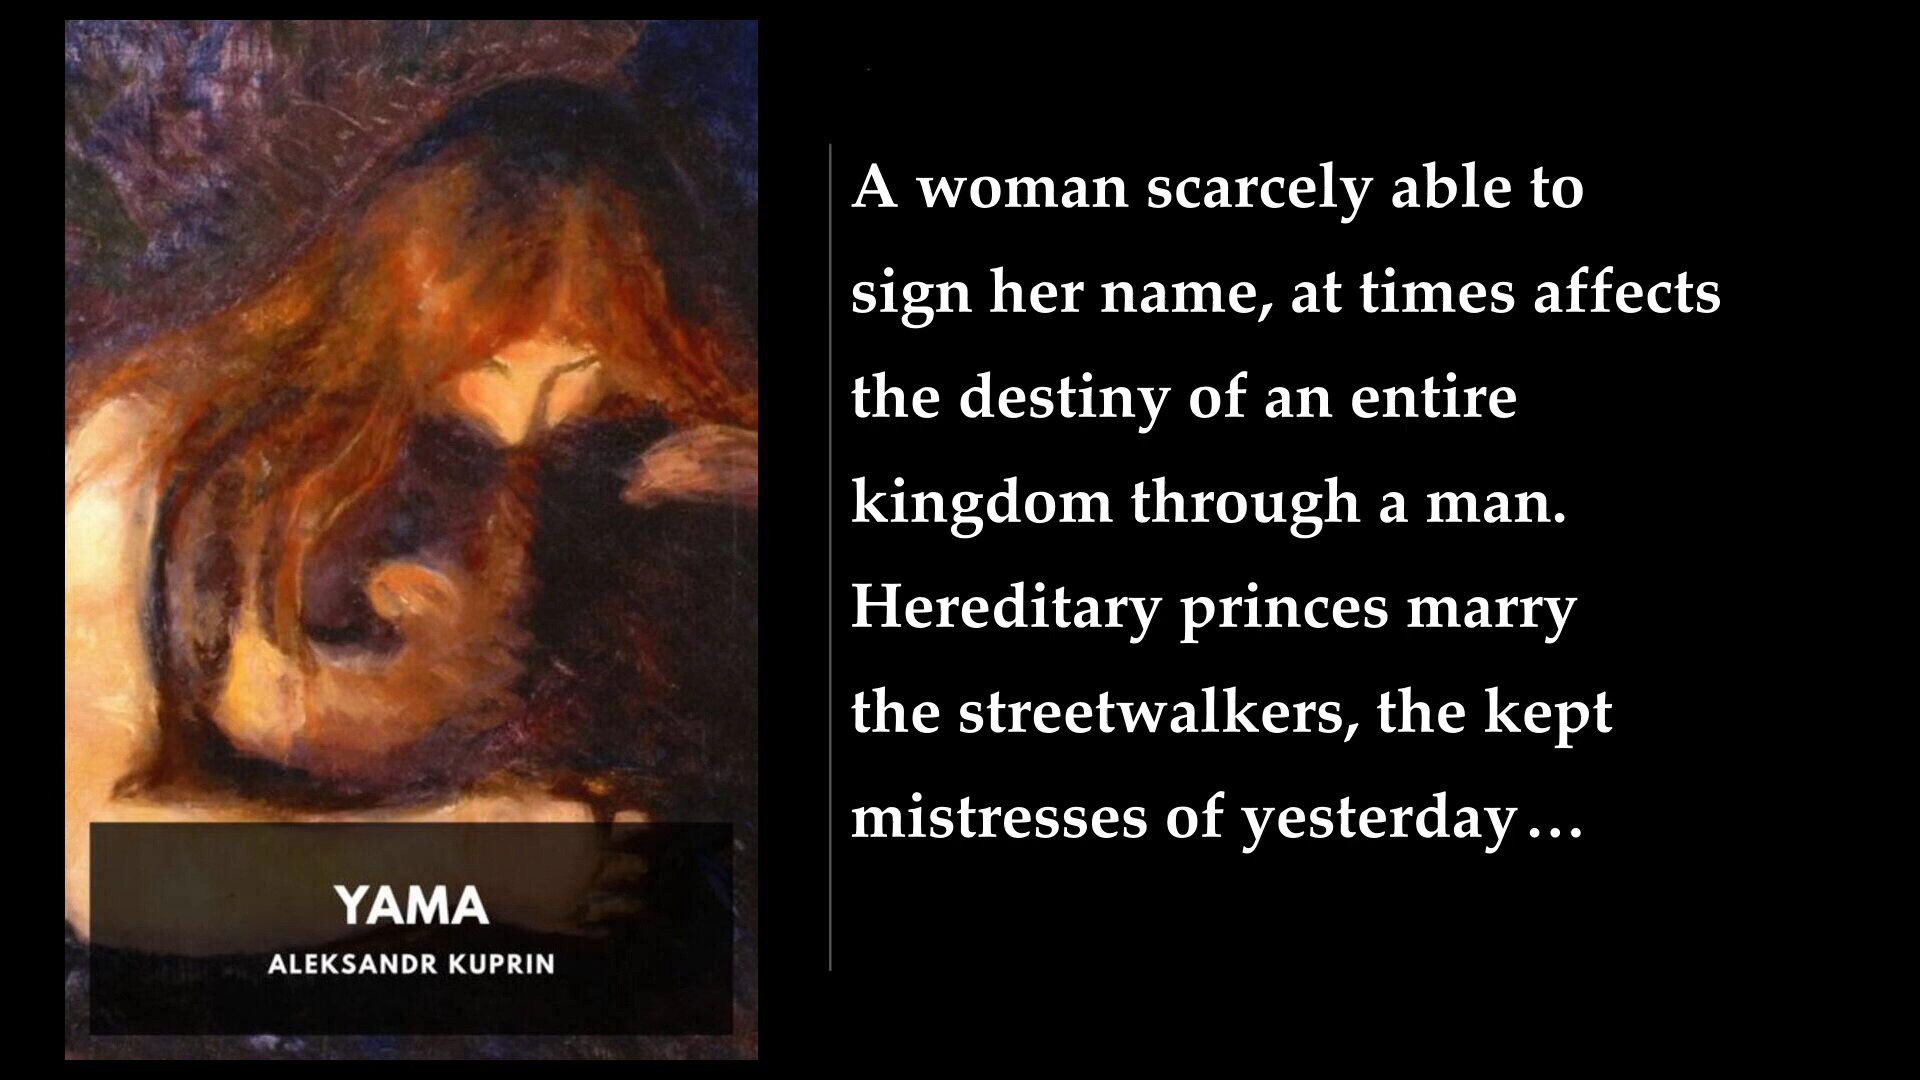 YAMA
ALEKSANDR KUPRIN
A woman scarcely able to
sign her name, at times affects
the destiny of an entire
kingdom through a man.
Hereditary princes marry
the streetwalkers, the kept
mistresses of yesterday…